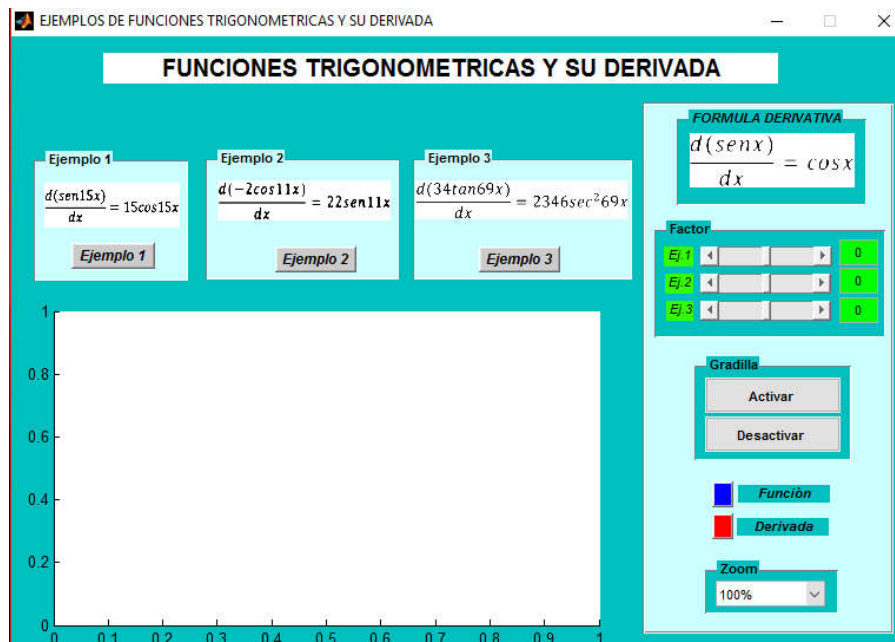 EJEMPLOS DE FUNCIONES TRIGONOMETRICAS Y SU DERIVADA
FUNCIONES TRIGONOMETRICAS Y SU DERIVADA
Ejemplo 1
d(sen15x)/dx = 15cos15x
Ejemplo 1
Ejemplo 2
d(-2cos11x)/dx = 22sen11x
Ejemplo 2
Ejemplo 3
d(34tan69x)/dx = 2346sec²69x
Ejemplo 3
1
0.8
0.6
0.4
0.2
0
0 0.1 0.2 0.3 0.4 0.5 0.6 0.7 0.8 0.9 1
FORMULA DERIVATIVA
d(senx)/dx = cosx
Factor
Ej.1 0
Ej.2 0
Ej.3 0
Gradilla
Activar
Desactivar
Funciòn
Derivada
Zoom
100%